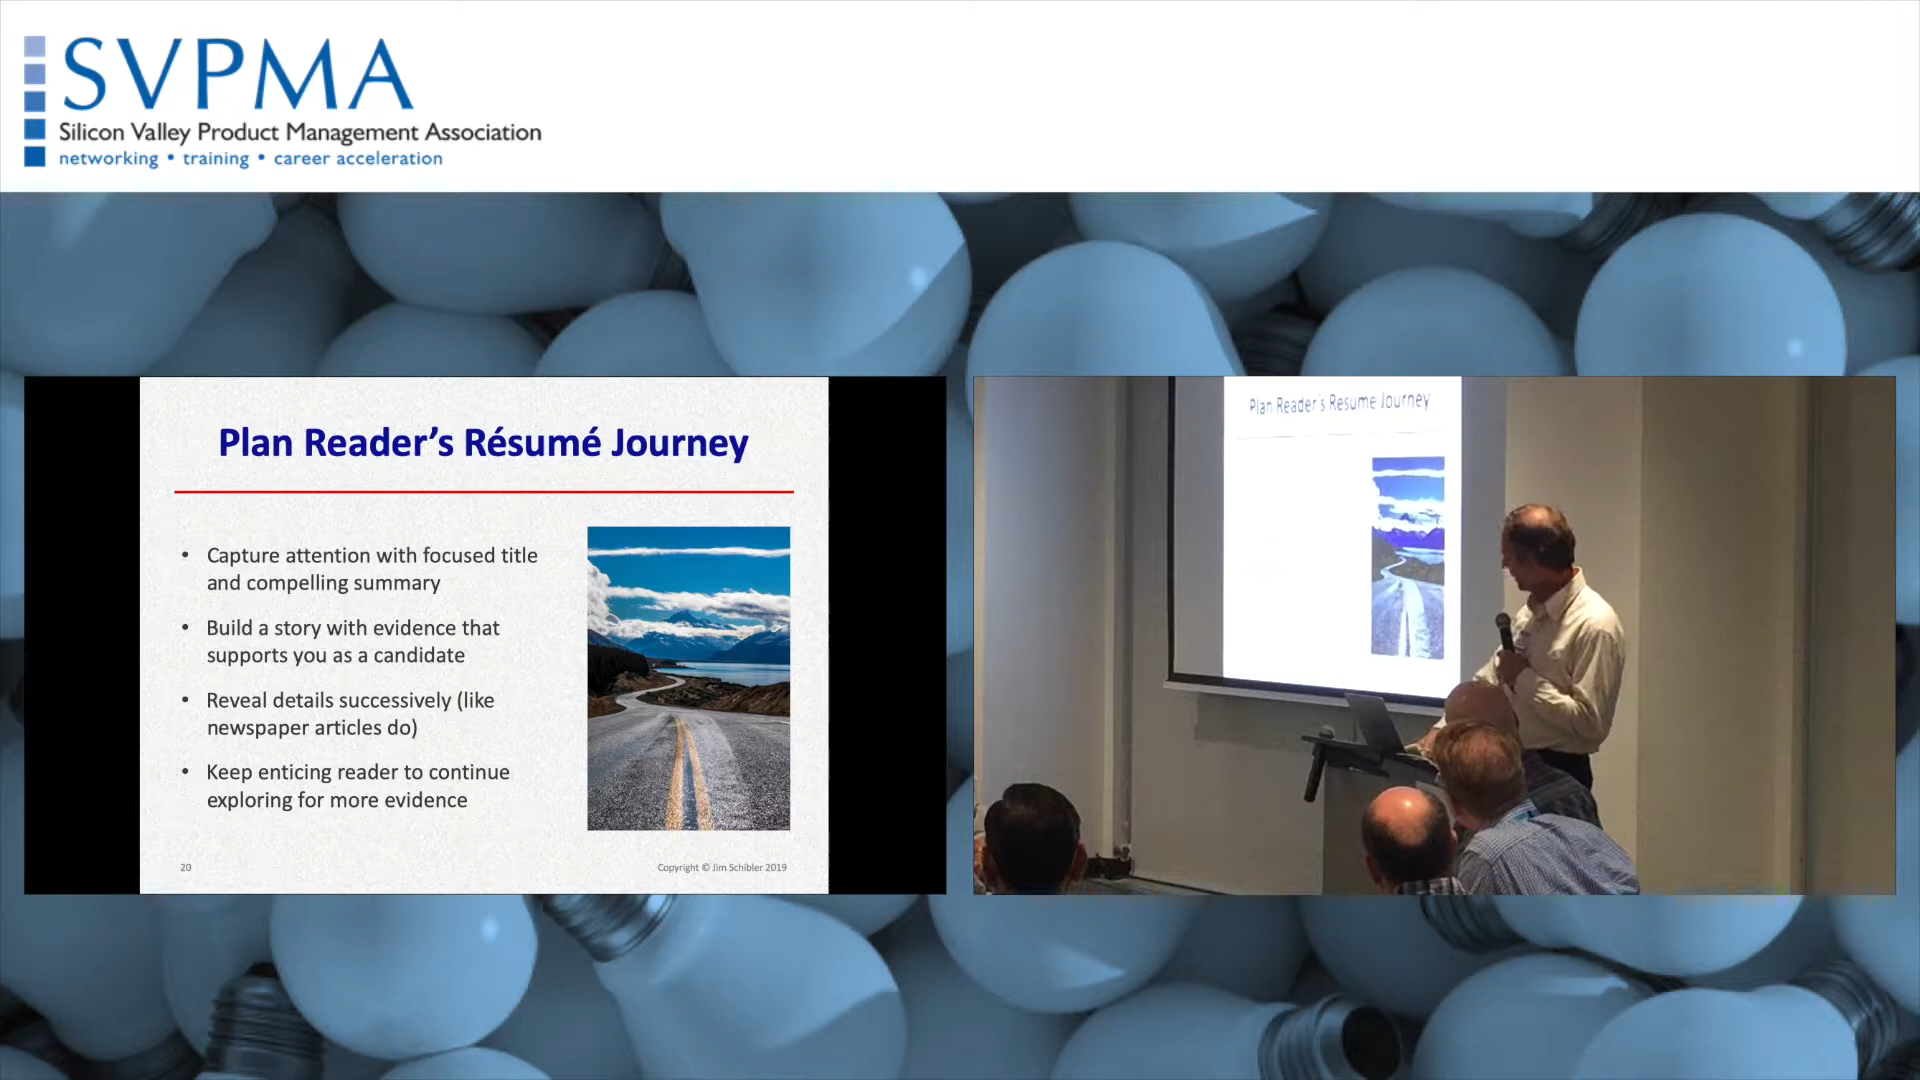 SVPMA
Silicon Valley Product Management Association
networking • training • career acceleration
Plan Reader’s Résumé Journey
• Capture attention with focused title
and compelling summary
• Build a story with evidence that
supports you as a candidate
• Reveal details successively (like
newspaper articles do)
• Keep enticing reader to continue
exploring for more evidence
20
Copyright © Jim Schibler 2019
Plan Reader's Resume Journey